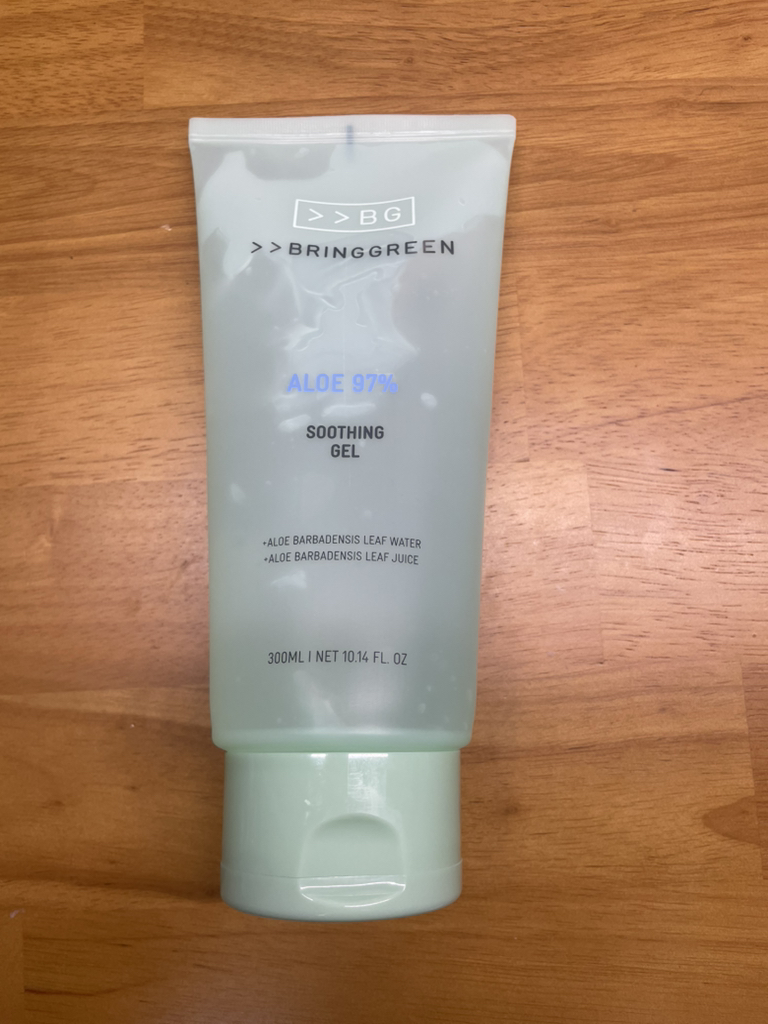 >>BG
>>BRINGGREEN
ALOE 97%
SOOTHING
GEL
+ALOE BARBADENSIS LEAF WATER
+ALOE BARBADENSIS LEAF JUICE
300ML | NET 10.14 FL. OZ